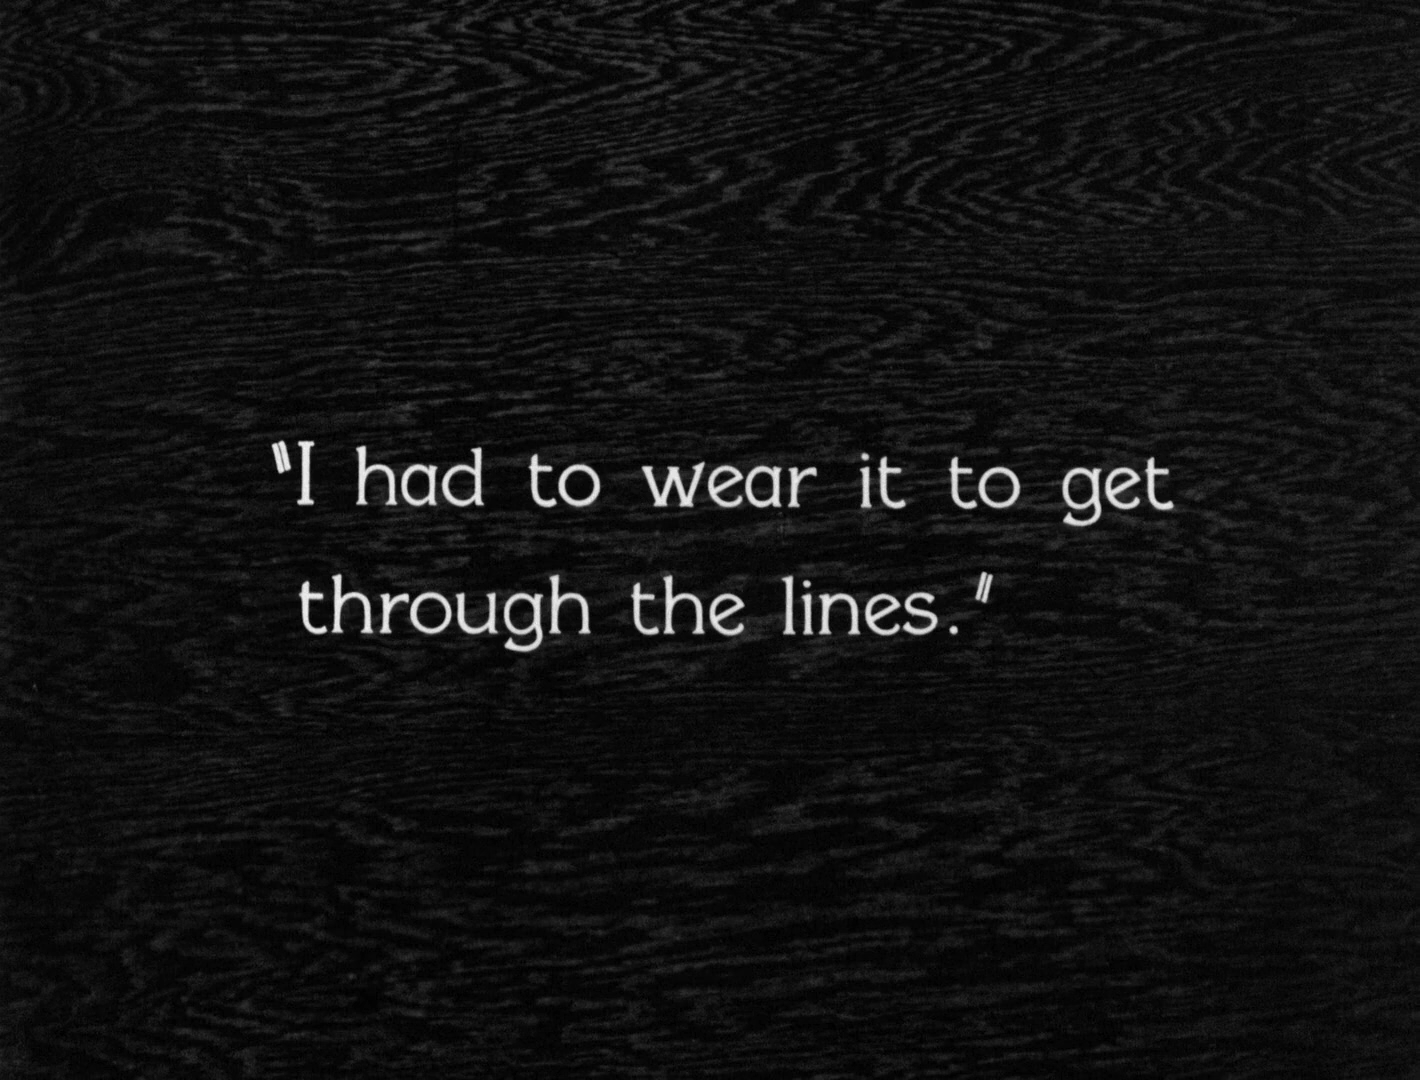 "I had to wear it to get
through the lines."